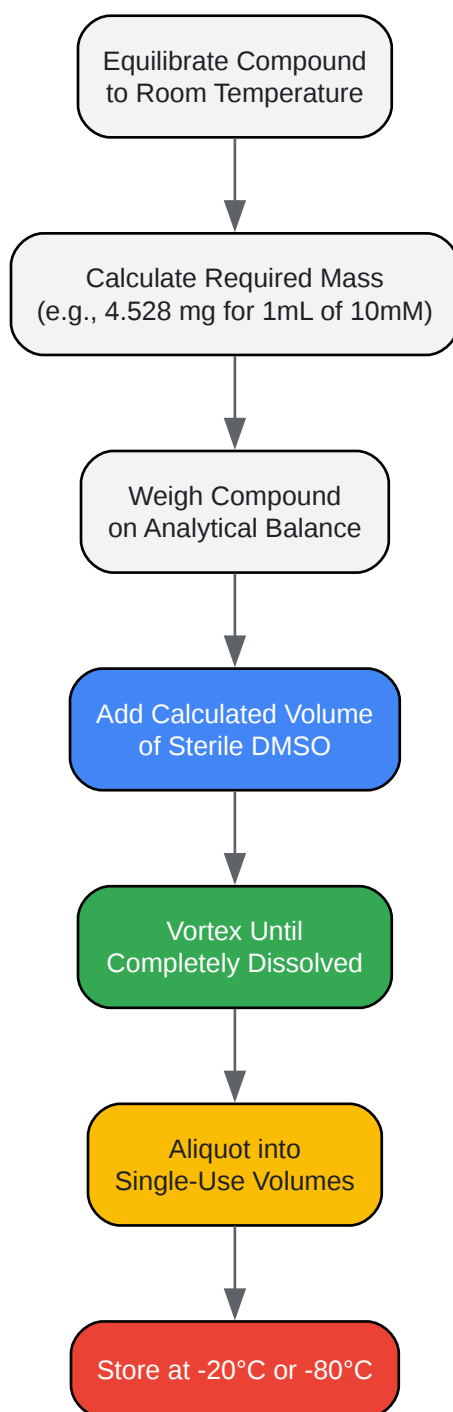 Equilibrate Compound
to Room Temperature
Calculate Required Mass
(e.g., 4.528 mg for 1mL of 10mM)
Weigh Compound
on Analytical Balance
Add Calculated Volume
of Sterile DMSO
Vortex Until
Completely Dissolved
Aliquot into
Single-Use Volumes
Store at -20°C or -80°C